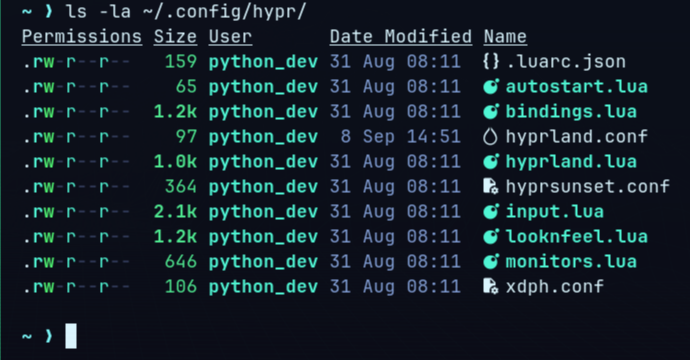 ~ ❯ ls -la ~/.config/hypr/
Permissions Size User Date Modified Name
.rw-r--r-- 159 python_dev 31 Aug 08:11 {} .luarc.json
.rw-r--r-- 65 python_dev 31 Aug 08:11 autostart.lua
.rw-r--r-- 1.2k python_dev 31 Aug 08:11 bindings.lua
.rw-r--r-- 97 python_dev 8 Sep 14:51 hyprland.conf
.rw-r--r-- 1.0k python_dev 31 Aug 08:11 hyprland.lua
.rw-r--r-- 364 python_dev 31 Aug 08:11 hyprsunset.conf
.rw-r--r-- 2.1k python_dev 31 Aug 08:11 input.lua
.rw-r--r-- 1.2k python_dev 31 Aug 08:11 looknfeel.lua
.rw-r--r-- 646 python_dev 31 Aug 08:11 monitors.lua
.rw-r--r-- 106 python_dev 31 Aug 08:11 xdph.conf
~ ❯